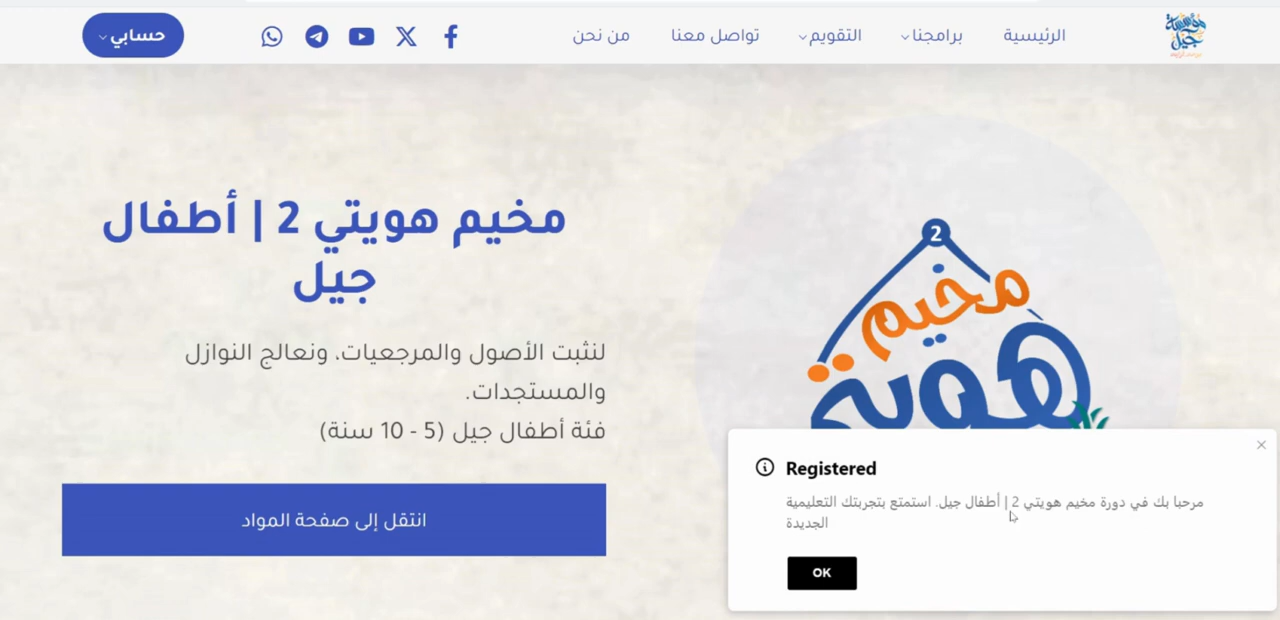 مؤسسة
جيل
الرئيسية
برامجنا
التقويم
تواصل معنا
من نحن
حسابي
مخيم هويتي 2 | أطفال
جيل
لنثبت الأصول والمرجعيات، ونعالج النوازل
والمستجدات.
فئة أطفال جيل (5 - 10 سنة)
انتقل إلى صفحة المواد
2
مخيم
Registered
مرحبا بك في دورة مخيم هويتي 2 | أطفال جيل. استمتع بتجربتك التعليمية
الجديدة
OK